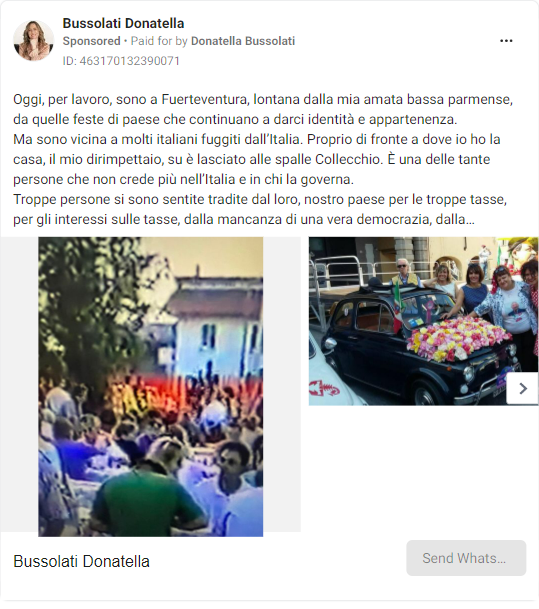 Bussolati Donatella
Sponsored • Paid for by Donatella Bussolati
ID: 463170132390071
Oggi, per lavoro, sono a Fuerteventura, lontana dalla mia amata bassa parmense,
da quelle feste di paese che continuano a darci identità e appartenenza.
Ma sono vicina a molti italiani fuggiti dall'Italia. Proprio di fronte a dove io ho la
casa, il mio dirimpettaio, su è lasciato alle spalle Collecchio. È una delle tante
persone che non crede più nell'Italia e in chi la governa.
Troppe persone si sono sentite tradite dal loro, nostro paese per le troppe tasse,
per gli interessi sulle tasse, dalla mancanza di una vera democrazia, dalla…
Bussolati Donatella
Send Whats…